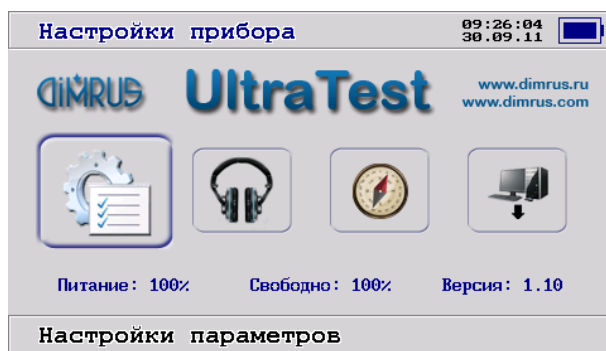 Настройки прибора
09:26:04
30.09.11
DIMRUS UltraTest
www.dimrus.ru
www.dimrus.com
Питание: 100% Свободно: 100% Версия: 1.10
Настройки параметров